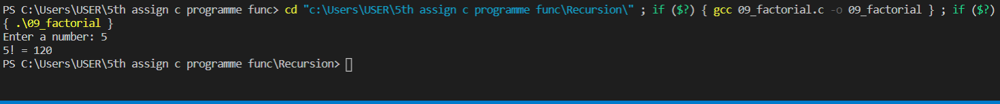 PS C:\Users\USER\5th assign c programme func> cd "c:\Users\USER\5th assign c programme func\Recursion\" ; if ($?) { gcc 09_factorial.c -o 09_factorial } ; if ($?)
{ .\09_factorial }
Enter a number: 5
5! = 120
PS C:\Users\USER\5th assign c programme func\Recursion>